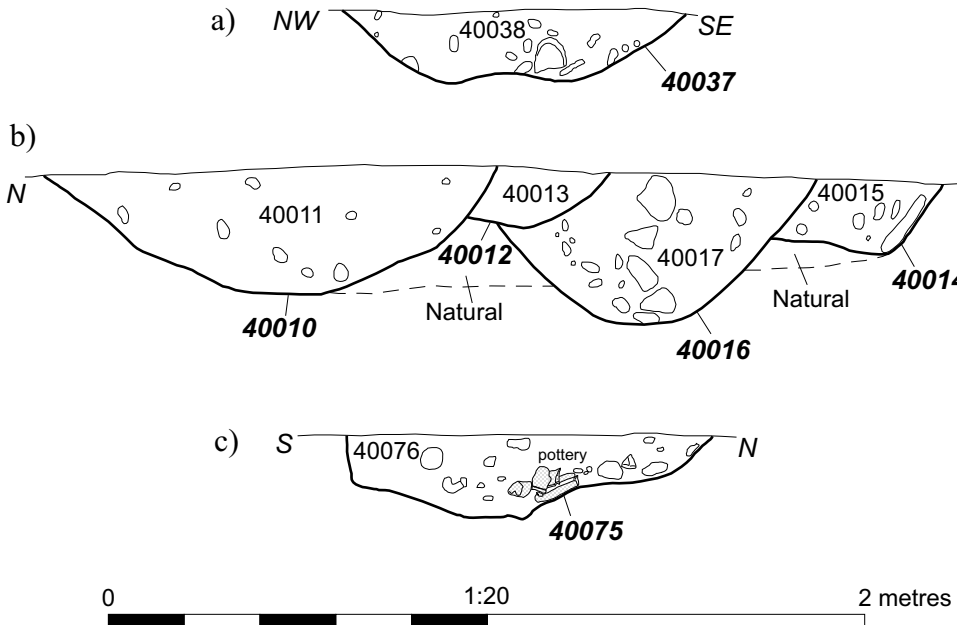 a) NW 40038 SE
40037
b)
N 40011 40013 40015
40012 40017 40014
Natural Natural
40010
40016
c) S 40076 pottery N
40075
0 1:20 2 metres